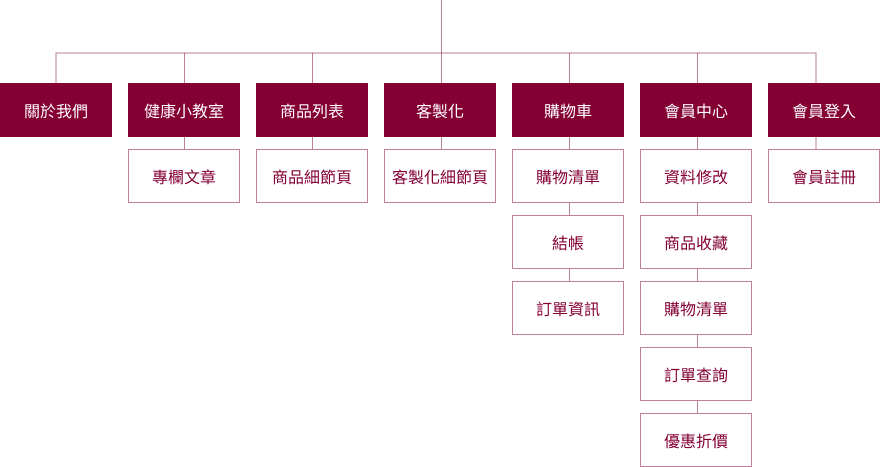 關於我們
健康小教室
商品列表
客製化
購物車
會員中心
會員登入
專欄文章
商品細節頁
客製化細節頁
購物清單
資料修改
會員註冊
結帳
商品收藏
訂單資訊
購物清單
訂單查詢
優惠折價